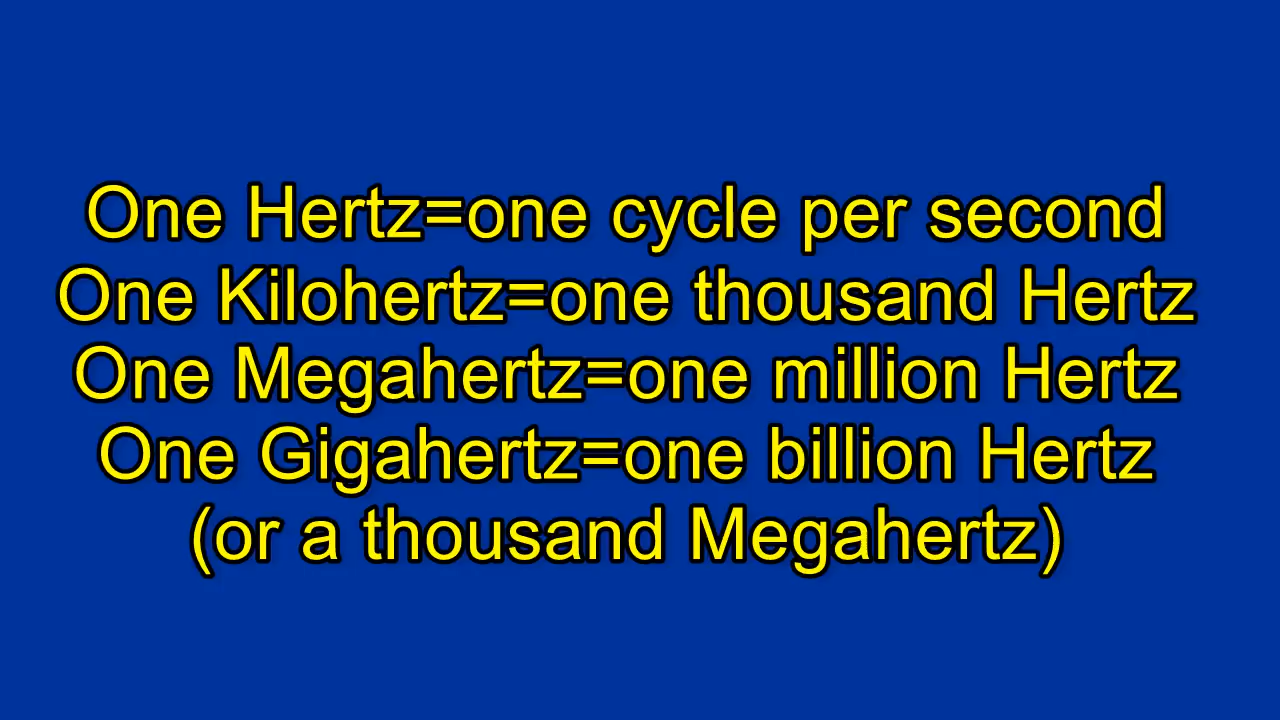 One Hertz=one cycle per second
One Kilohertz=one thousand Hertz
One Megahertz=one million Hertz
One Gigahertz=one billion Hertz
(or a thousand Megahertz)